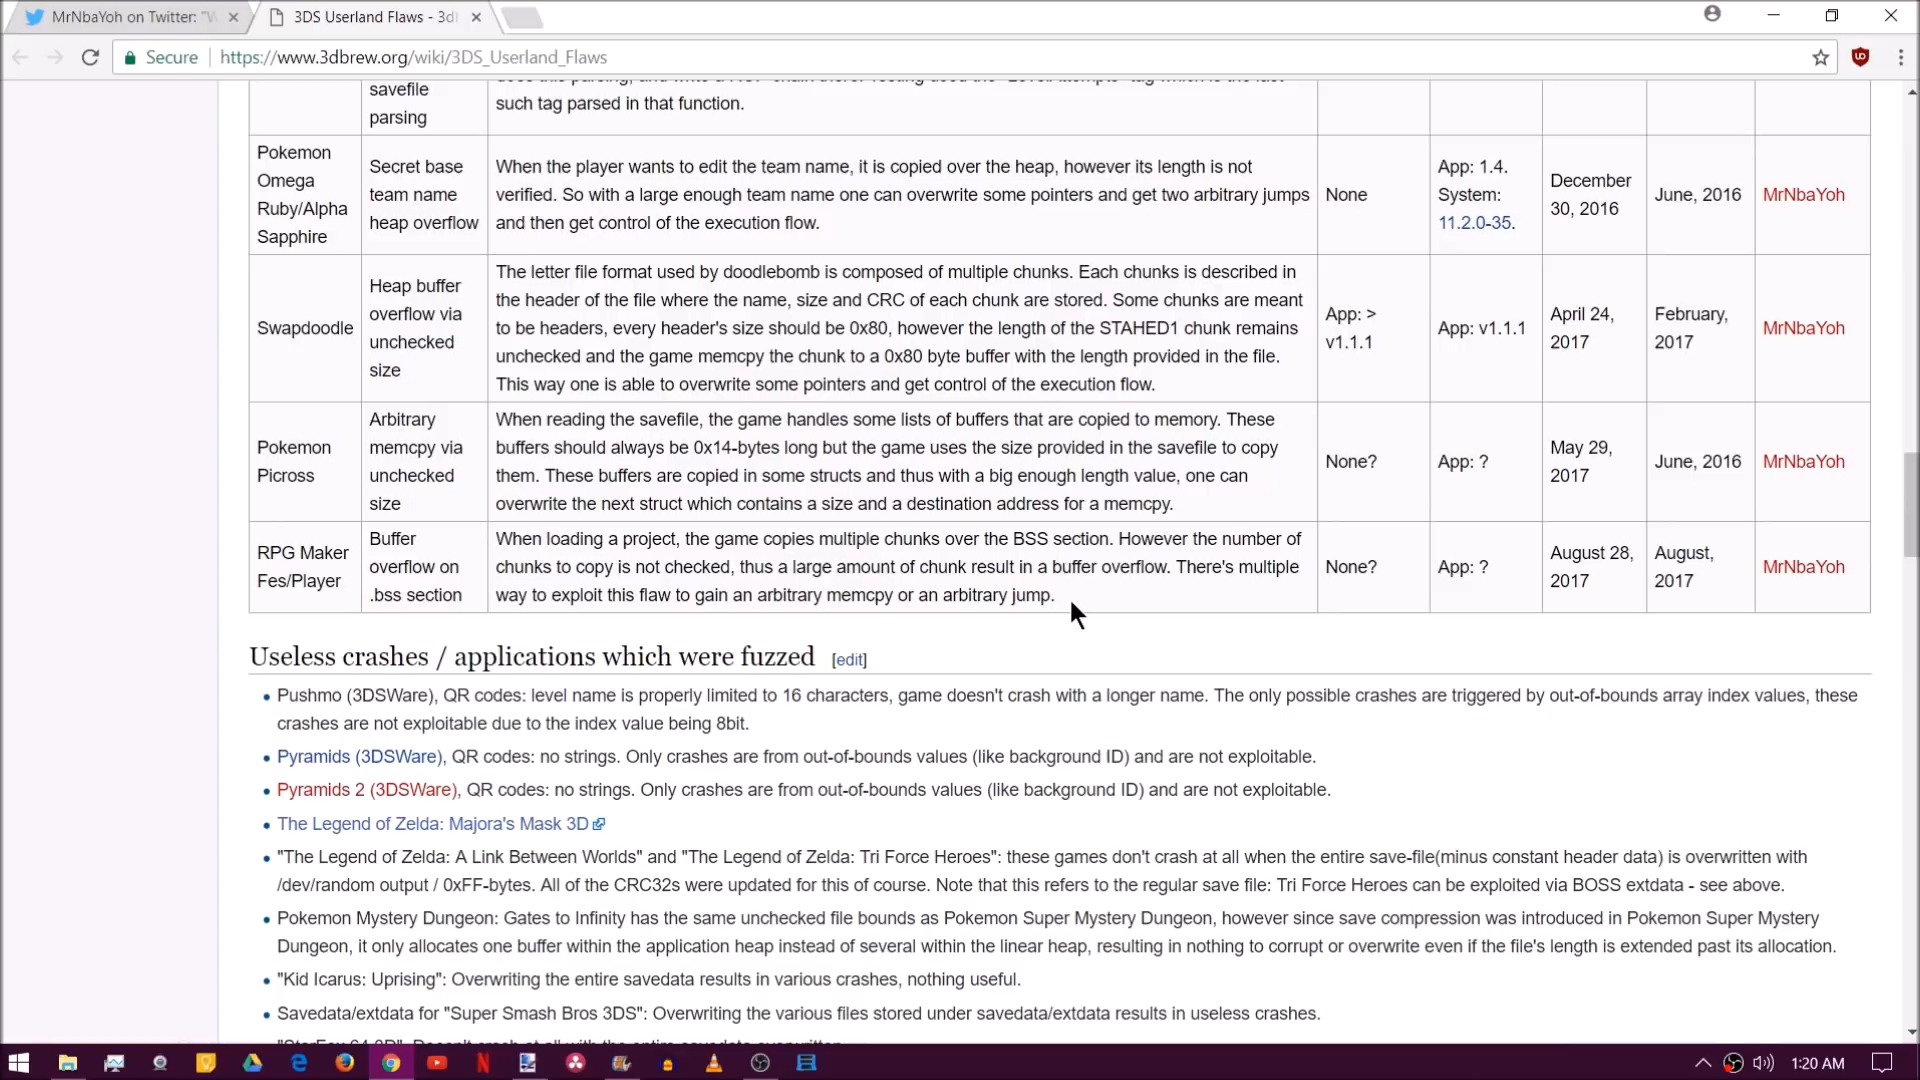 MrNbaYoh on Twitter: "W
3DS Userland Flaws - 3d
Secure
https://www.3dbrew.org/wiki/3DS_Userland_Flaws
savefile
parsing
such tag parsed in that function.
Pokemon
Omega
Ruby/Alpha
Sapphire
Secret base
team name
heap overflow
When the player wants to edit the team name, it is copied over the heap, however its length is not
verified. So with a large enough team name one can overwrite some pointers and get two arbitrary jumps
and then get control of the execution flow.
None
App: 1.4.
System:
11.2.0-35.
December
30, 2016
June, 2016
MrNbaYoh
Swapdoodle
Heap buffer
overflow via
unchecked
size
The letter file format used by doodlebomb is composed of multiple chunks. Each chunks is described in
the header of the file where the name, size and CRC of each chunk are stored. Some chunks are meant
to be headers, every header's size should be 0x80, however the length of the STAHED1 chunk remains
unchecked and the game memcpy the chunk to a 0x80 byte buffer with the length provided in the file.
This way one is able to overwrite some pointers and get control of the execution flow.
App: >
v1.1.1
App: v1.1.1
April 24,
2017
February,
2017
MrNbaYoh
Pokemon
Picross
Arbitrary
memcpy via
unchecked
size
When reading the savefile, the game handles some lists of buffers that are copied to memory. These
buffers should always be 0x14-bytes long but the game uses the size provided in the savefile to copy
them. These buffers are copied in some structs and thus with a big enough length value, one can
overwrite the next struct which contains a size and a destination address for a memcpy.
None?
App: ?
May 29,
2017
June, 2016
MrNbaYoh
RPG Maker
Fes/Player
Buffer
overflow on
.bss section
When loading a project, the game copies multiple chunks over the BSS section. However the number of
chunks to copy is not checked, thus a large amount of chunk result in a buffer overflow. There's multiple
way to exploit this flaw to gain an arbitrary memcpy or an arbitrary jump.
None?
App: ?
August 28,
2017
August,
2017
MrNbaYoh
Useless crashes / applications which were fuzzed [edit]
Pushmo (3DSWare), QR codes: level name is properly limited to 16 characters, game doesn't crash with a longer name. The only possible crashes are triggered by out-of-bounds array index values, these
crashes are not exploitable due to the index value being 8bit.
Pyramids (3DSWare), QR codes: no strings. Only crashes are from out-of-bounds values (like background ID) and are not exploitable.
Pyramids 2 (3DSWare), QR codes: no strings. Only crashes are from out-of-bounds values (like background ID) and are not exploitable.
The Legend of Zelda: Majora's Mask 3D
"The Legend of Zelda: A Link Between Worlds" and "The Legend of Zelda: Tri Force Heroes": these games don't crash at all when the entire save-file(minus constant header data) is overwritten with
/dev/random output / 0xFF-bytes. All of the CRC32s were updated for this of course. Note that this refers to the regular save file: Tri Force Heroes can be exploited via BOSS extdata - see above.
Pokemon Mystery Dungeon: Gates to Infinity has the same unchecked file bounds as Pokemon Super Mystery Dungeon, however since save compression was introduced in Pokemon Super Mystery
Dungeon, it only allocates one buffer within the application heap instead of several within the linear heap, resulting in nothing to corrupt or overwrite even if the file's length is extended past its allocation.
"Kid Icarus: Uprising": Overwriting the entire savedata results in various crashes, nothing useful.
Savedata/extdata for "Super Smash Bros 3DS": Overwriting the various files stored under savedata/extdata results in useless crashes.
1:20 AM